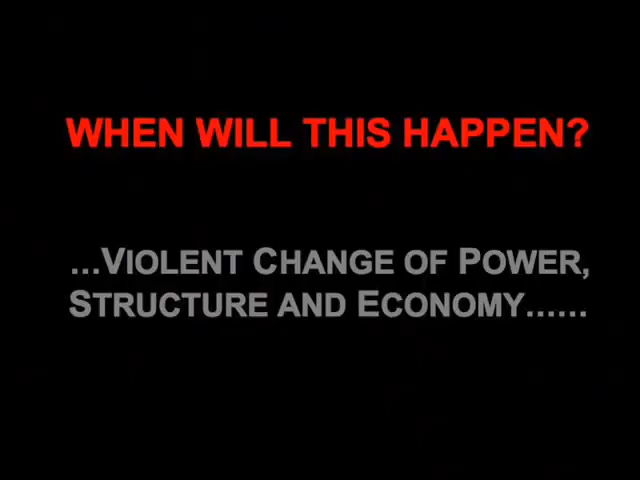 WHEN WILL THIS HAPPEN?
...VIOLENT CHANGE OF POWER,
STRUCTURE AND ECONOMY......